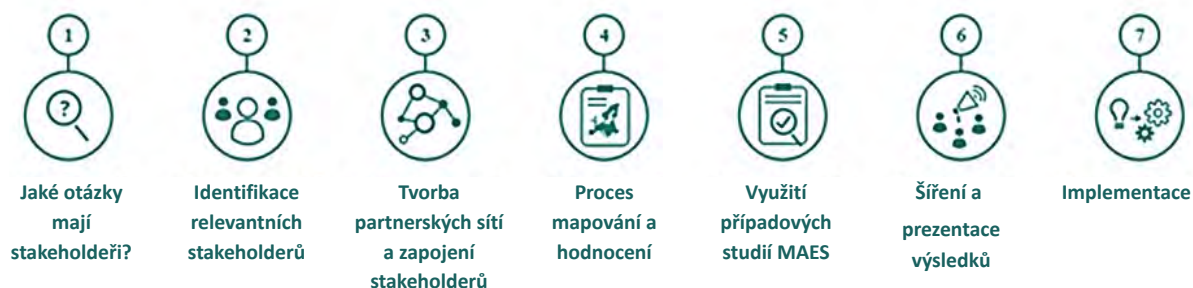 1
2
3
4
5
6
7
?
Jaké otázky
mají
stakeholdeři?
Identifikace
relevantních
stakeholderů
Tvorba
partnerských sítí
a zapojení
stakeholderů
Proces
mapování a
hodnocení
Využití
případových
studií MAES
Šíření a
prezentace
výsledků
Implementace